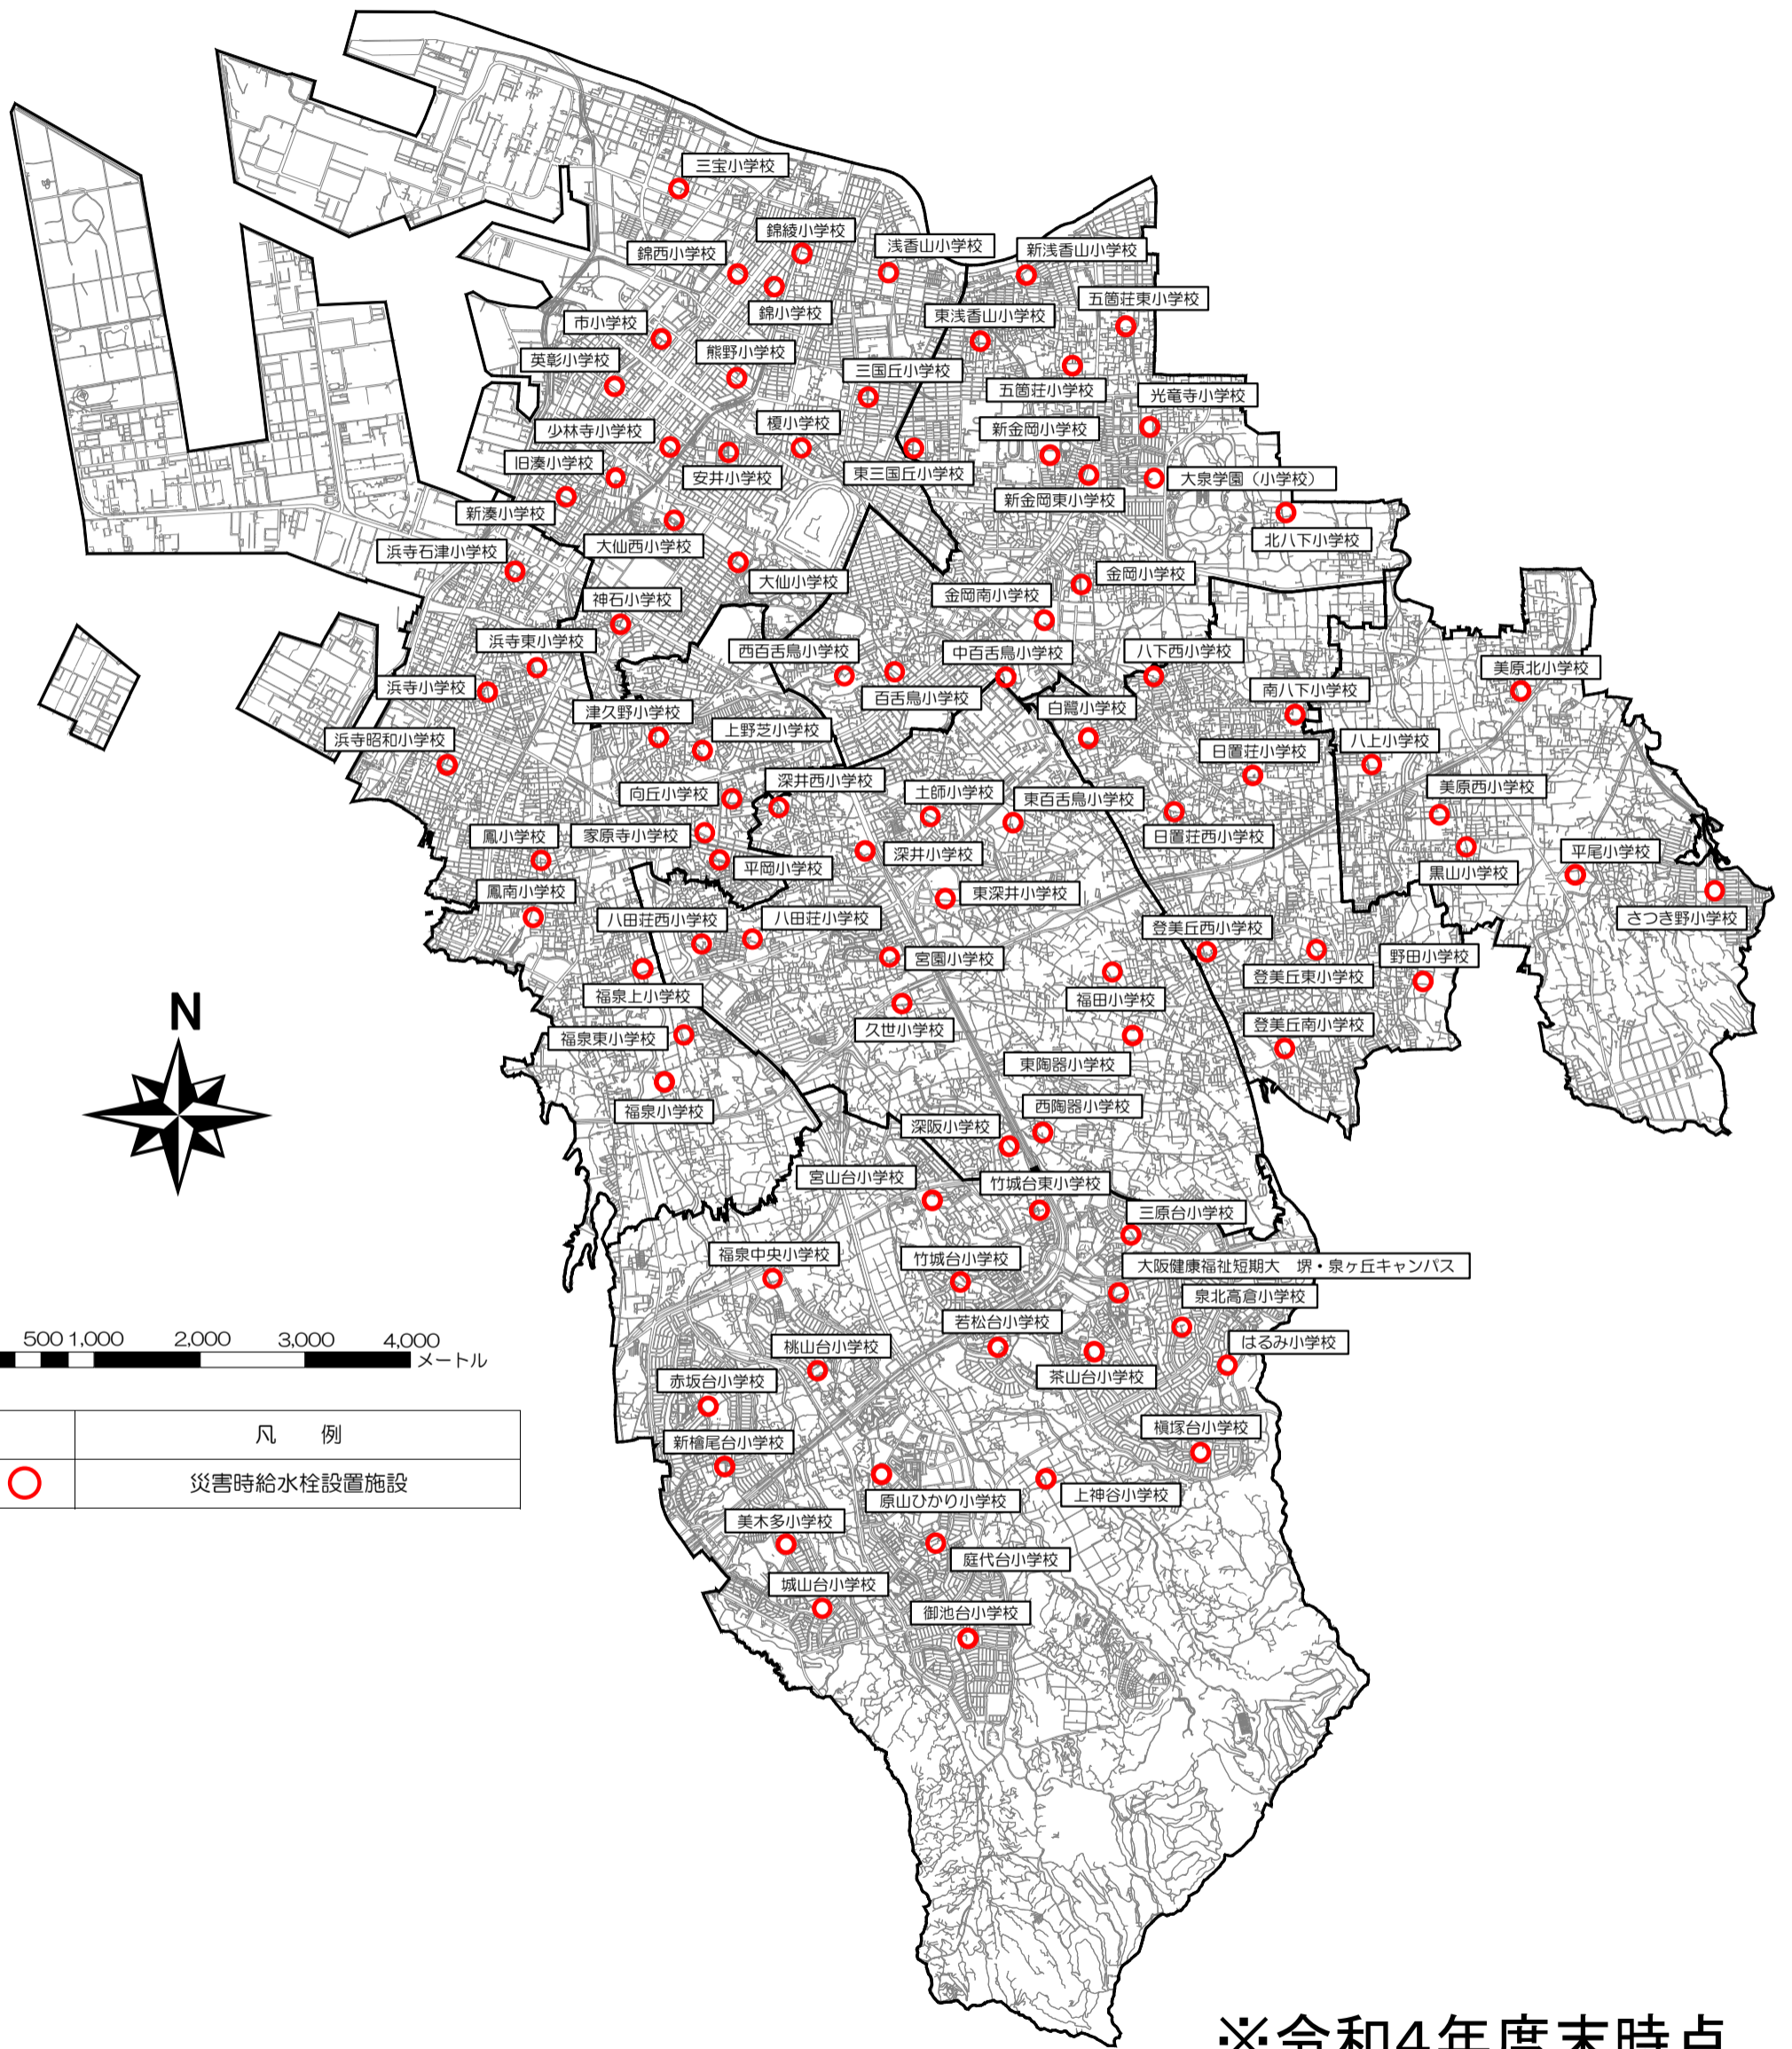 三宝小学校
錦綾小学校
浅香山小学校
新浅香山小学校
錦西小学校
五箇荘東小学校
錦小学校
東浅香山小学校
市小学校
熊野小学校
英彰小学校
三国丘小学校
五箇荘小学校
光竜寺小学校
榎小学校
新金岡小学校
少林寺小学校
旧湊小学校
安井小学校
東三国丘小学校
大泉学園（小学校）
新金岡東小学校
新湊小学校
北八下小学校
大仙西小学校
浜寺石津小学校
大仙小学校
金岡小学校
金岡南小学校
神石小学校
浜寺東小学校
西百舌鳥小学校
中百舌鳥小学校
八下西小学校
美原北小学校
浜寺小学校
百舌鳥小学校
南八下小学校
津久野小学校
白鷺小学校
上野芝小学校
浜寺昭和小学校
八上小学校
日置荘小学校
深井西小学校
美原西小学校
向丘小学校
土師小学校
東百舌鳥小学校
鳳小学校
家原寺小学校
日置荘西小学校
深井小学校
平尾小学校
平岡小学校
黒山小学校
鳳南小学校
東深井小学校
八田荘西小学校
八田荘小学校
さつき野小学校
登美丘西小学校
宮園小学校
野田小学校
登美丘東小学校
福泉上小学校
福田小学校
久世小学校
登美丘南小学校
福泉東小学校
東陶器小学校
福泉小学校
西陶器小学校
深阪小学校
宮山台小学校
竹城台東小学校
三原台小学校
福泉中央小学校
竹城台小学校
大阪健康福祉短期大　堺・泉ヶ丘キャンパス
泉北高倉小学校
若松台小学校
はるみ小学校
桃山台小学校
茶山台小学校
赤坂台小学校
槇塚台小学校
新檜尾台小学校
上神谷小学校
原山ひかり小学校
美木多小学校
庭代台小学校
城山台小学校
御池台小学校
N
500 1,000 2,000 3,000 4,000
メートル
凡　例
災害時給水栓設置施設
※令和4年度末時点